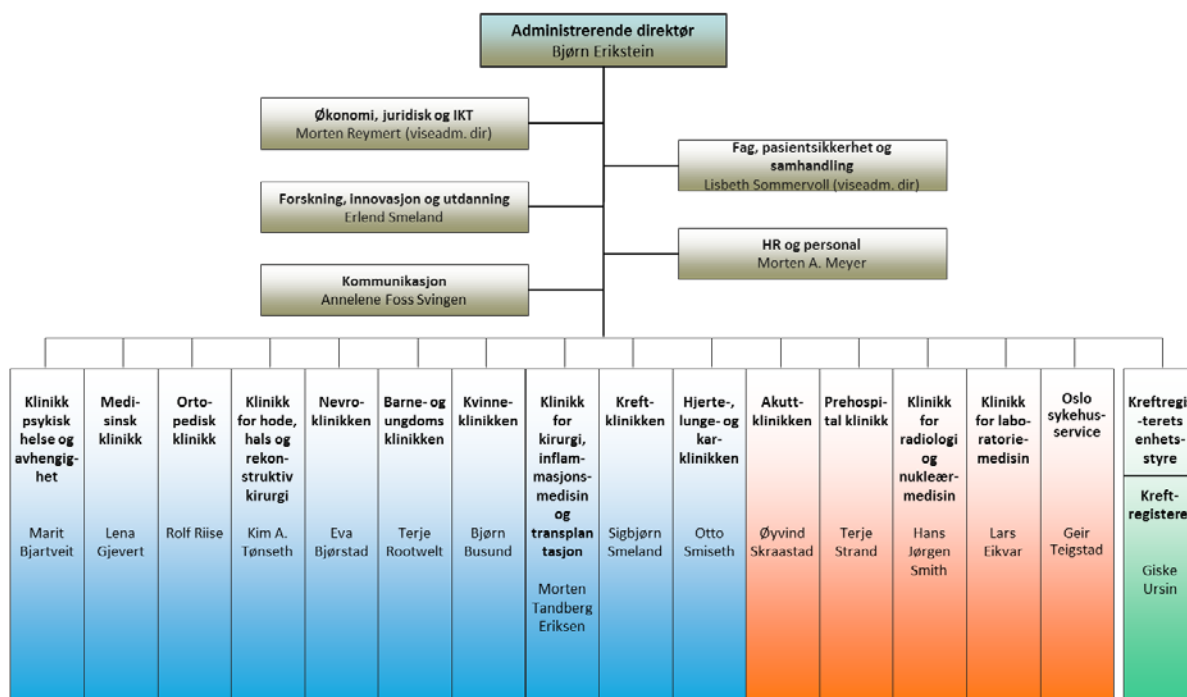 Administrerende direktør
Bjørn Erikstein
Økonomi, juridisk og IKT
Morten Reymert (viseadm. dir)
Fag, pasientsikkerhet og
samhandling
Lisbeth Sommervoll (viseadm. dir)
Forskning, innovasjon og utdanning
Erlend Smeland
HR og personal
Morten A. Meyer
Kommunikasjon
Annelene Foss Svingen
Klinikk
psykisk
helse og
avhengig-
het
Marit
Bjartveit
Medi-
sinsk
klinikk
Lena
Gjevert
Orto-
pedisk
klinikk
Rolf Riise
Klinikk
for hode,
hals og
rekon-
struktiv
kirurgi
Kim A.
Tønseth
Nevro-
klinikken
Eva
Bjørstad
Barne- og
ungdoms
klinikken
Terje
Rootwelt
Kvinne-
klinikken
Bjørn
Busund
Klinikk
for
kirurgi,
inflam-
masjons-
medisin
og
transplan
tasjon
Morten
Tandberg
Eriksen
Kreft-
klinikken
Sigbjørn
Smeland
Hjerte-,
lunge- og
kar-
klinikken
Otto
Smiseth
Akutt-
klinikken
Øyvind
Skraastad
Prehospi-
tal klinikk
Terje
Strand
Klinikk
for
radiologi
og
nukleær-
medisin
Hans
Jørgen
Smith
Klinikk
for labo-
ratorie-
medisin
Lars
Eikvar
Oslo
sykehus-
service
Geir
Teigstad
Kreftregi
-terets
enhets-
styre
Kreft-
registere
Giske
Ursin